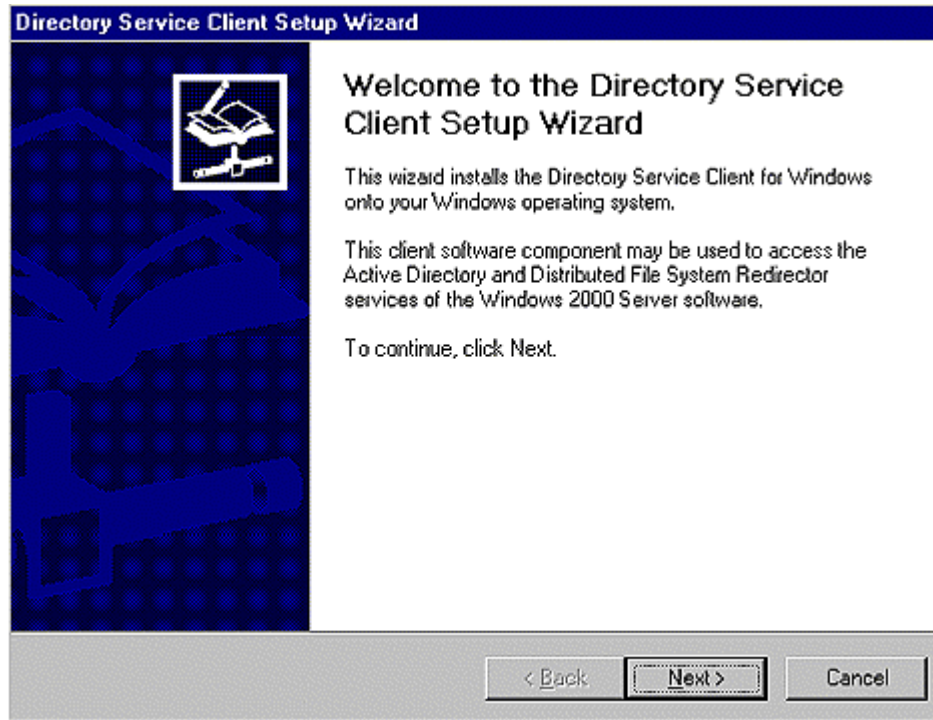 Directory Service Client Setup Wizard
Welcome to the Directory Service
Client Setup Wizard
This wizard installs the Directory Service Client for Windows
onto your Windows operating system.
This client software component may be used to access the
Active Directory and Distributed File System Redirector
services of the Windows 2000 Server software.
To continue, click Next.
< Back Next > Cancel